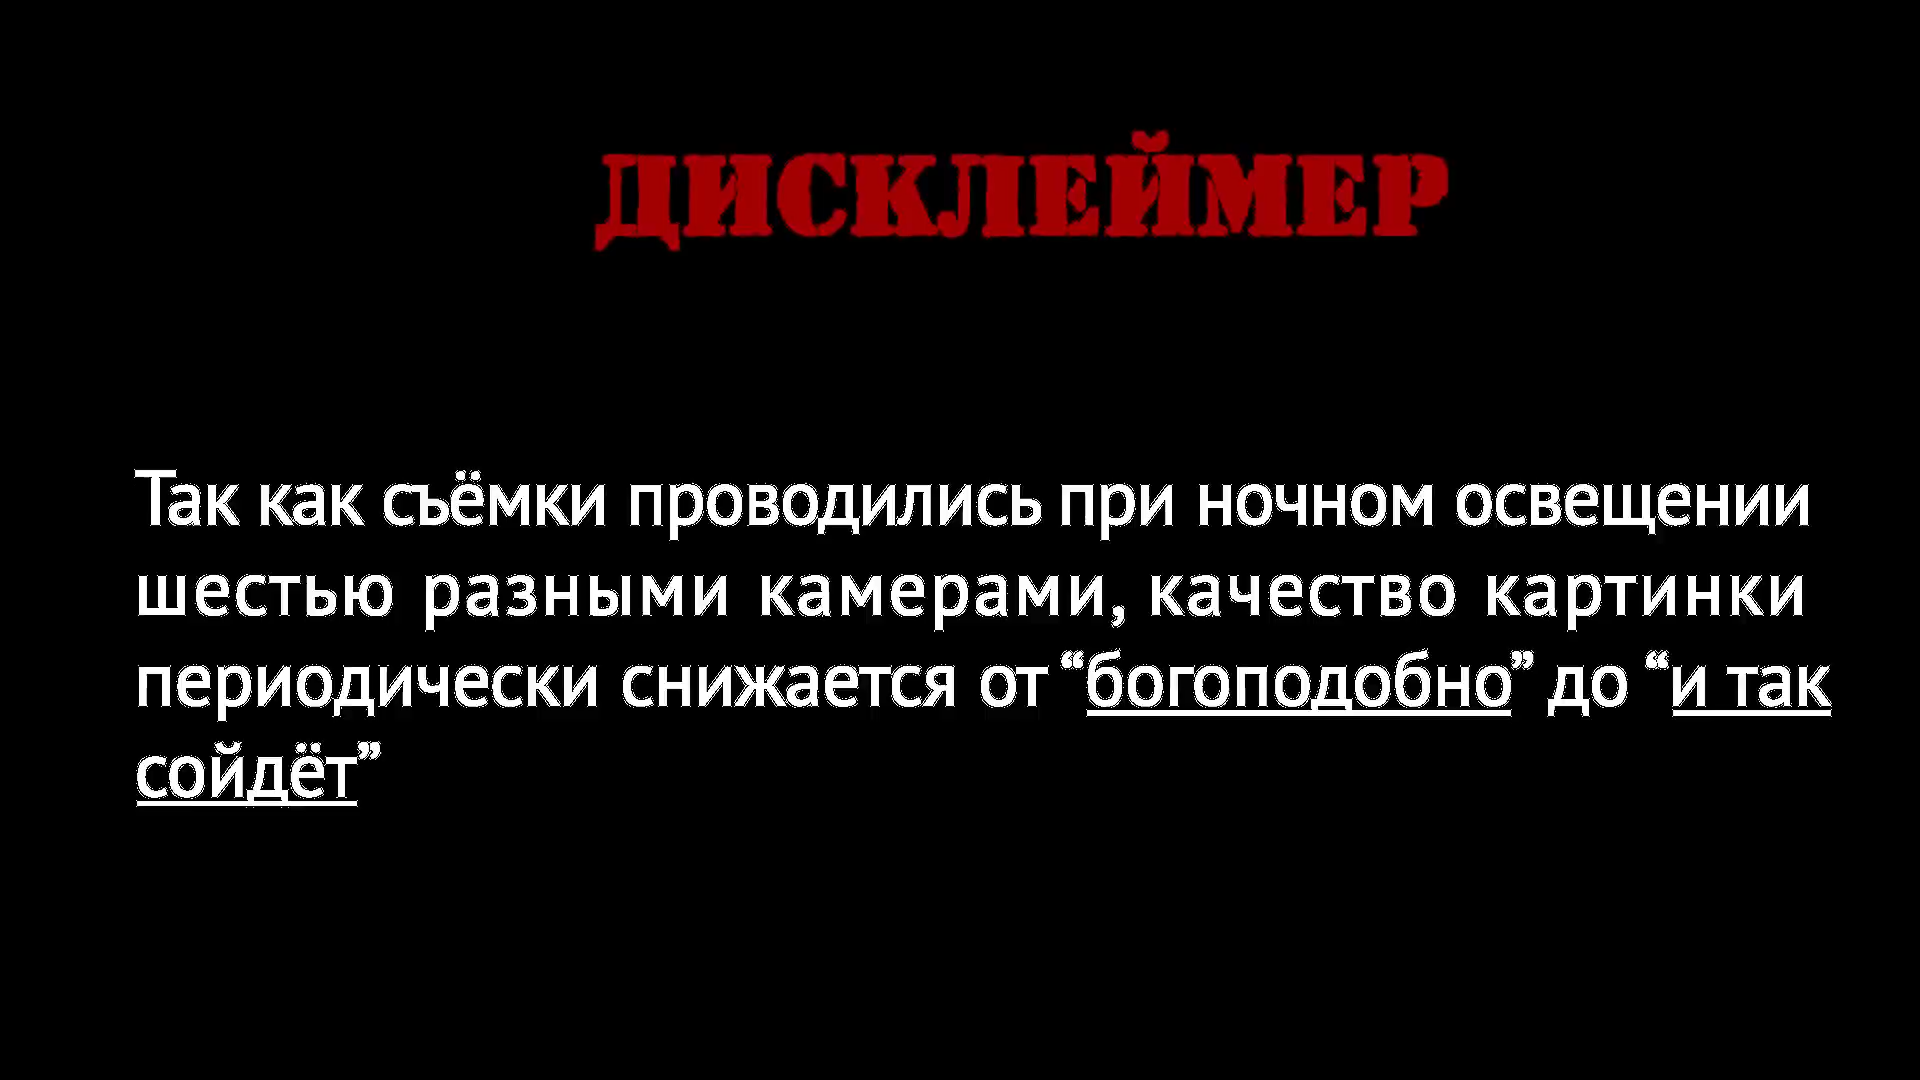 ДИСКЛЕЙМЕР
Так как съёмки проводились при ночном освещении
шестью разными камерами, качество картинки
периодически снижается от “богоподобно” до “и так
сойдёт”